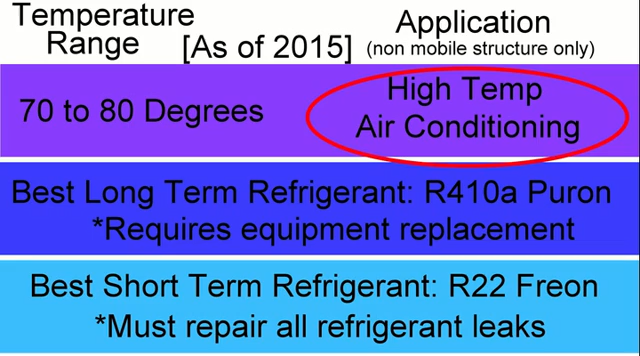 Temperature Range
[As of 2015]
Application
(non mobile structure only)
70 to 80 Degrees
High Temp
Air Conditioning
Best Long Term Refrigerant: R410a Puron
*Requires equipment replacement
Best Short Term Refrigerant: R22 Freon
*Must repair all refrigerant leaks